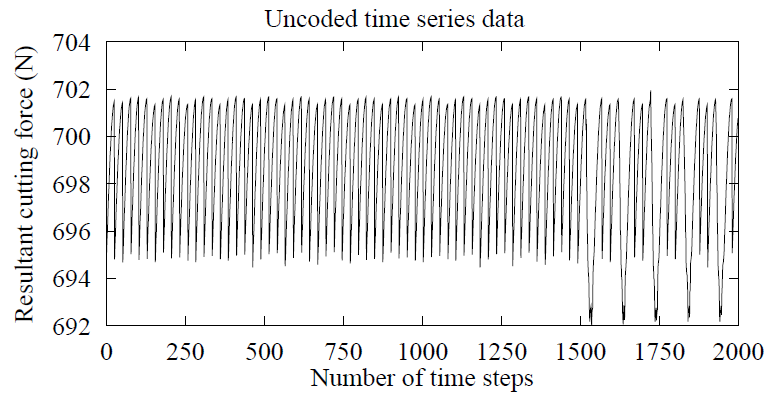 Uncoded time series data
Resultant cutting force (N)
704
702
700
698
696
694
692
0 250 500 750 1000 1250 1500 1750 2000
Number of time steps